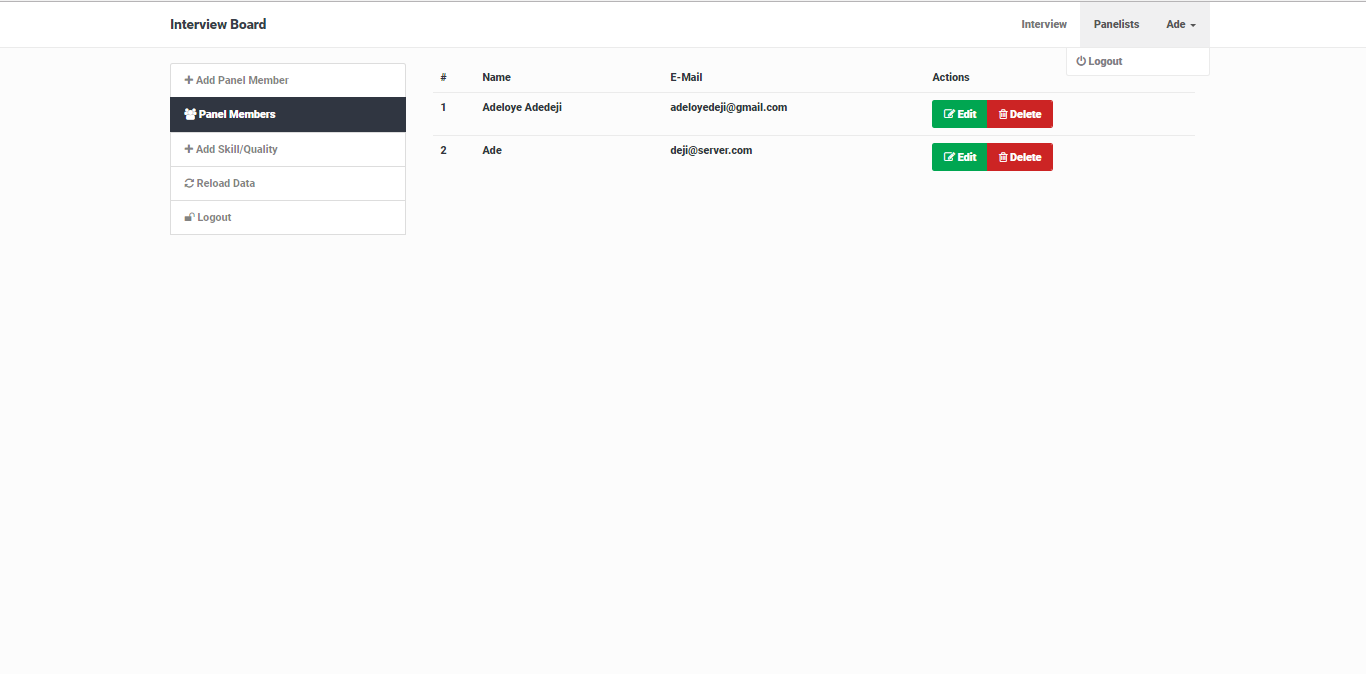 Interview Board Interview Panelists Ade
Logout
Add Panel Member
Panel Members
Add Skill/Quality
Reload Data
Logout
# Name E-Mail Actions
1 Adeloye Adedeji adeloyedeji@gmail.com Edit Delete
2 Ade deji@server.com Edit Delete